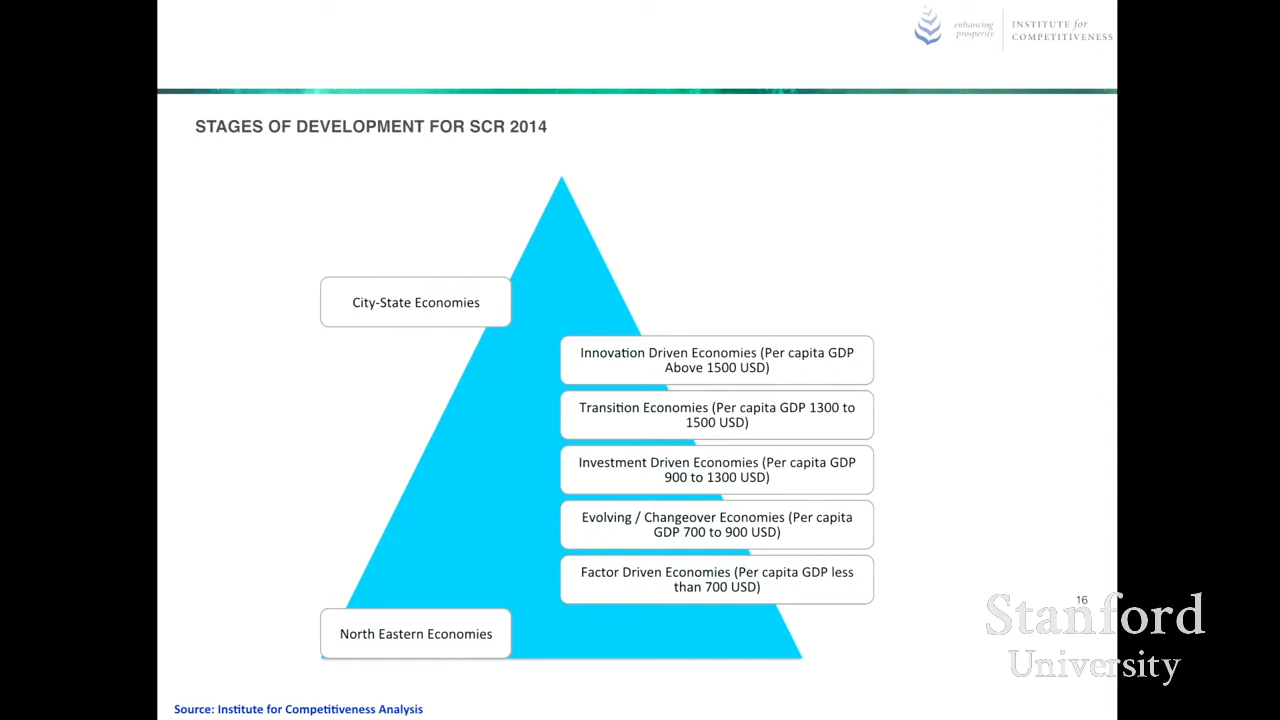 enhancing
prosperity
INSTITUTE for
COMPETITIVENESS
STAGES OF DEVELOPMENT FOR SCR 2014
City-State Economies
Innovation Driven Economies (Per capita GDP
Above 1500 USD)
Transition Economies (Per capita GDP 1300 to
1500 USD)
Investment Driven Economies (Per capita GDP
900 to 1300 USD)
Evolving / Changeover Economies (Per capita
GDP 700 to 900 USD)
Factor Driven Economies (Per capita GDP less
than 700 USD)
North Eastern Economies
16
Stanford
University
Source: Institute for Competitiveness Analysis